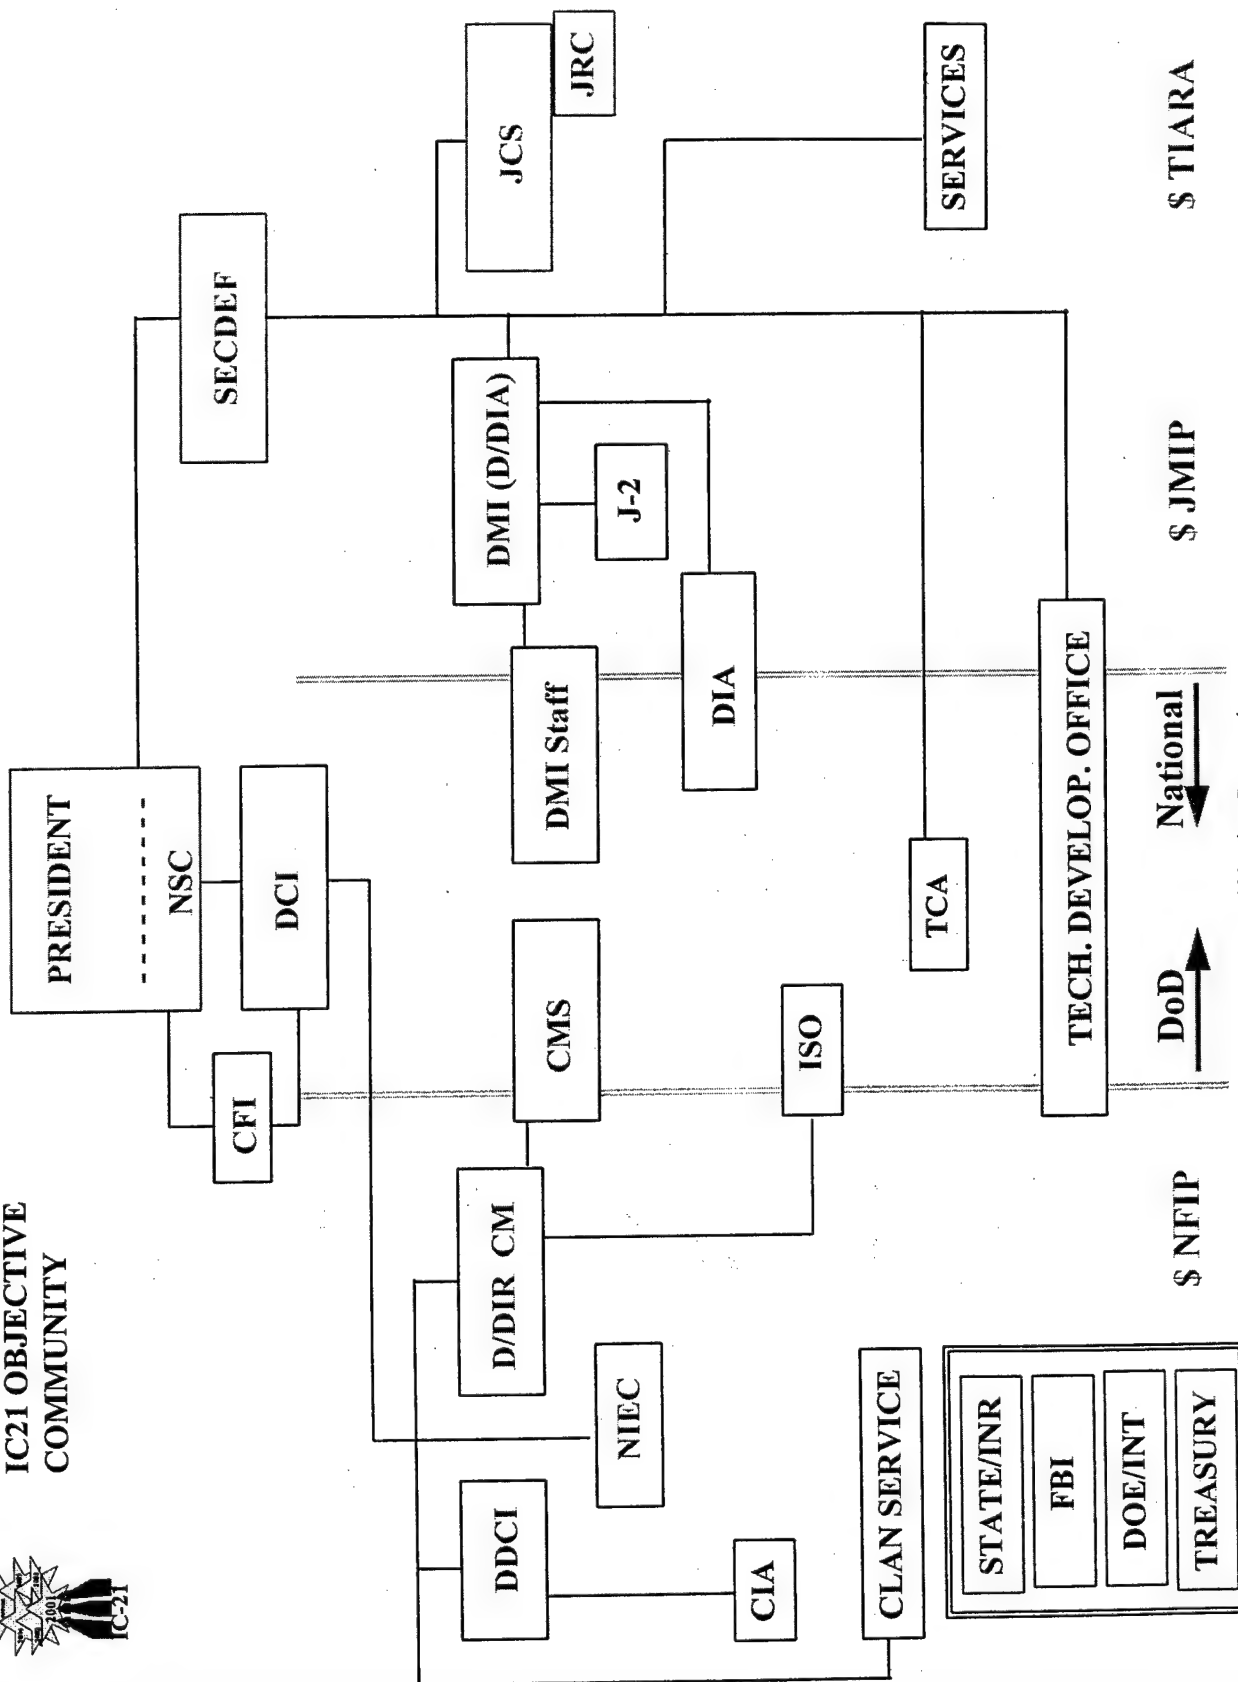 IC-21
2001
IC21 OBJECTIVE
COMMUNITY
PRESIDENT
NSC
CFI
DCI
SECDEF
DDCI
D/DIR CM
CMS
DMI Staff
DMI (D/DIA)
JCS
JRC
NIEC
J-2
CIA
DIA
ISO
CLAN SERVICE
TCA
SERVICES
STATE/INR
FBI
DOE/INT
TREASURY
TECH. DEVELOP. OFFICE
DoD
National
$ NFIP
$ JMIP
$ TIARA